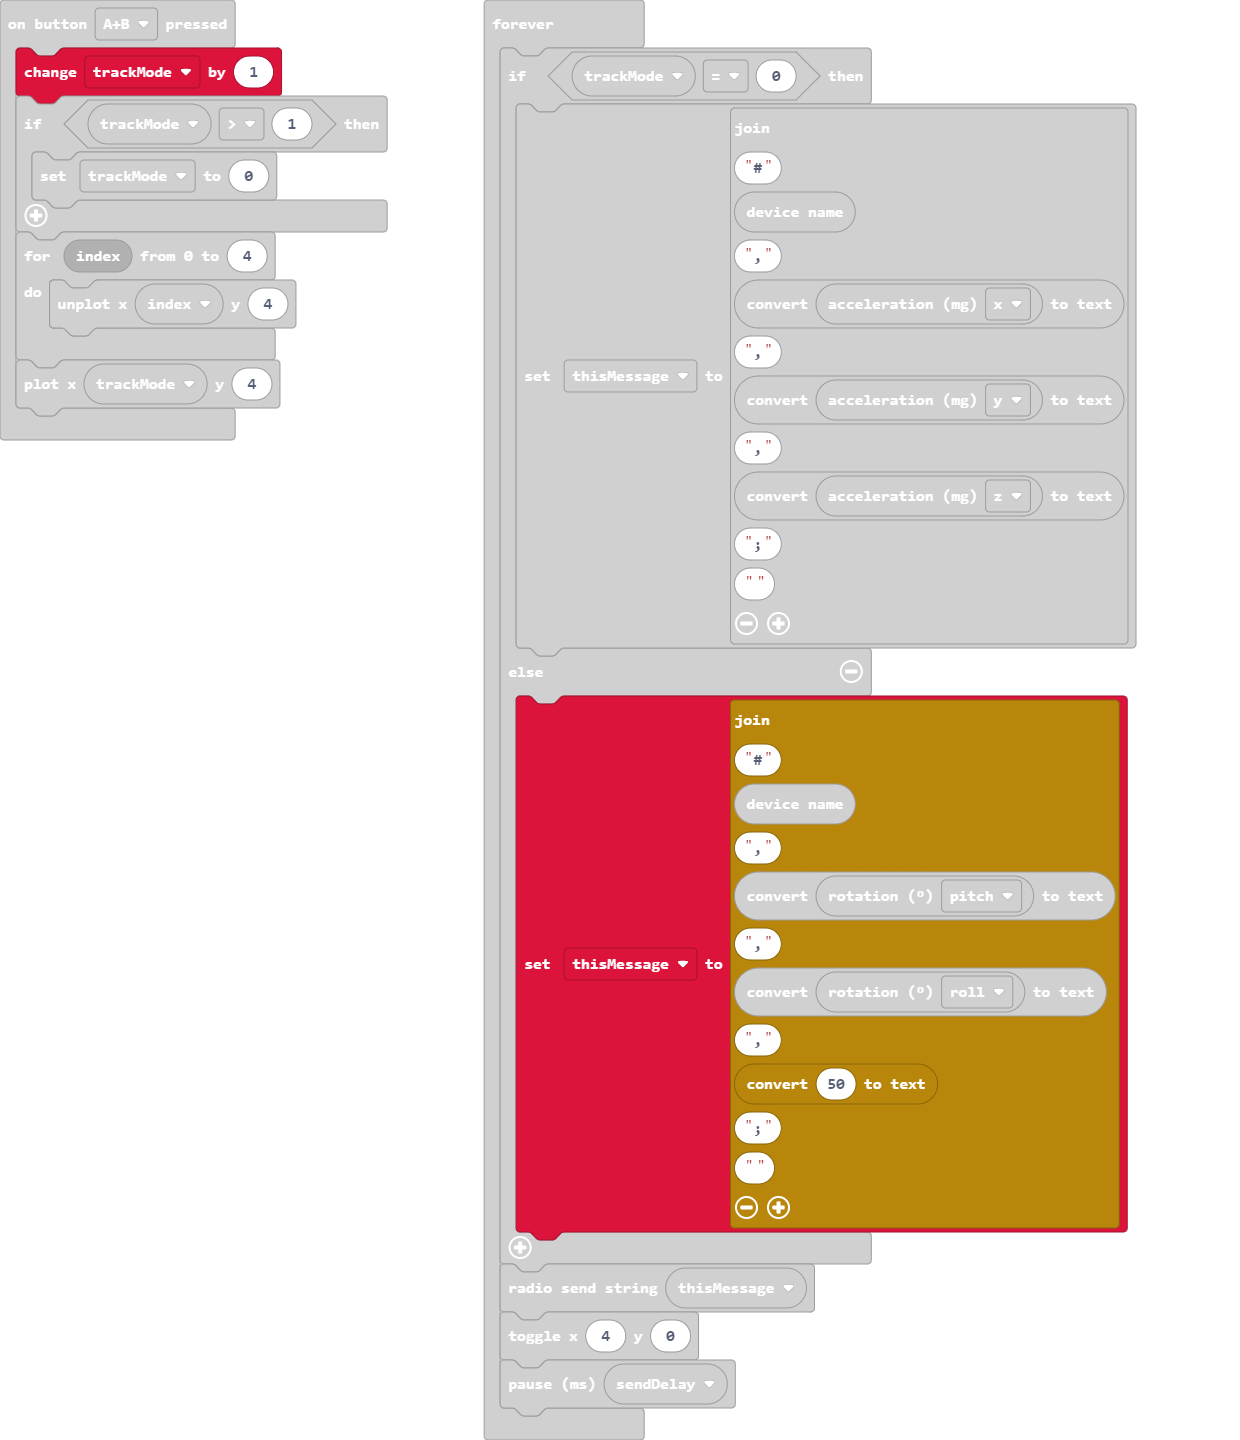 on button A+B pressed
change trackMode by 1
if trackMode > 1 then
set trackMode to 0
for index from 0 to 4
do
unplot x index y 4
plot x trackMode y 4
forever
if trackMode = 0 then
set thisMessage to
join
"#"
device name
","
convert acceleration (mg) x to text
","
convert acceleration (mg) y to text
","
convert acceleration (mg) z to text
";"
""
else
set thisMessage to
join
"#"
device name
","
convert rotation (º) pitch to text
","
convert rotation (º) roll to text
","
convert 50 to text
";"
""
radio send string thisMessage
toggle x 4 y 0
pause (ms) sendDelay